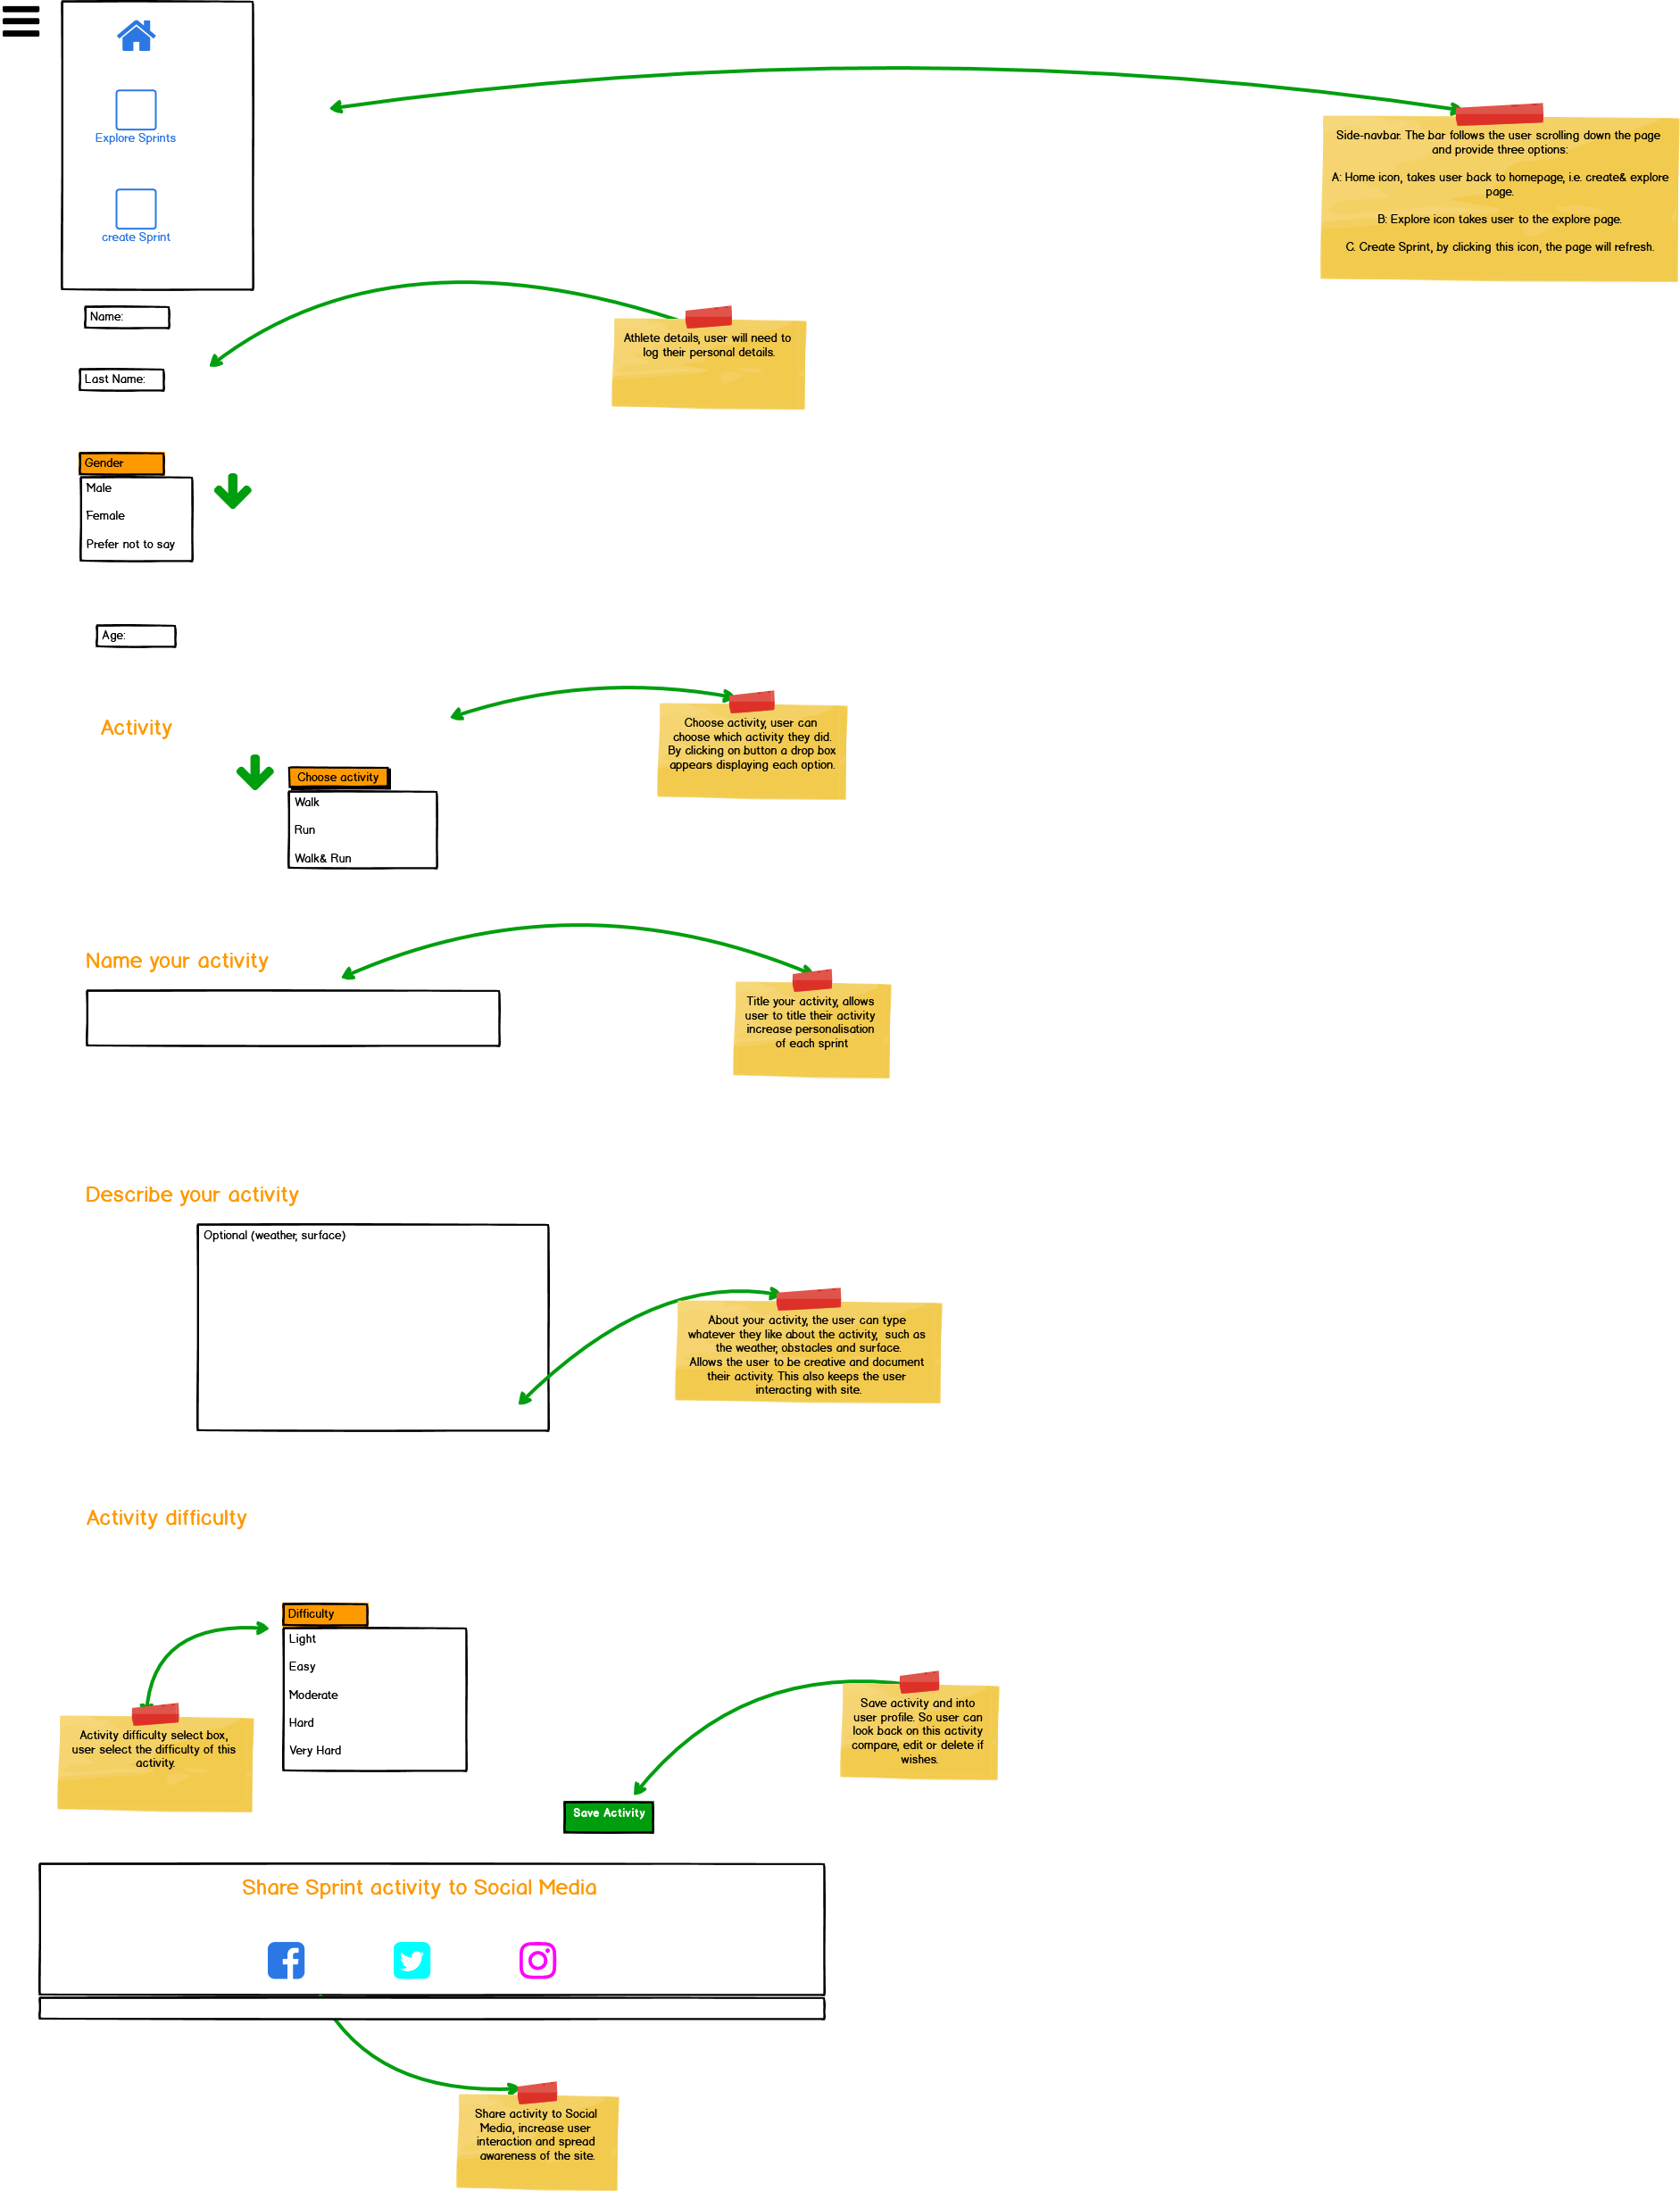 Explore Sprints
create Sprint
Side-navbar. The bar follows the user scrolling down the page
and provide three options:
A: Home icon, takes user back to homepage, i.e. create& explore
page.
B: Explore icon takes user to the explore page.
C. Create Sprint, by clicking this icon, the page will refresh.
Name:
Athlete details, user will need to
log their personal details.
Last Name:
Gender
Male
Female
Prefer not to say
Age:
Activity
Choose activity, user can
choose which activity they did.
By clicking on button a drop box
appears displaying each option.
Choose activity
Walk
Run
Walk& Run
Name your activity
Title your activity, allows
user to title their activity
increase personalisation
of each sprint
Describe your activity
Optional (weather, surface)
About your activity, the user can type
whatever they like about the activity,  such as
the weather, obstacles and surface.
Allows the user to be creative and document
their activity. This also keeps the user
interacting with site.
Activity difficulty
Difficulty
Light
Easy
Moderate
Hard
Very Hard
Activity difficulty select box,
user select the difficulty of this
activity.
Save activity and into
user profile. So user can
look back on this activity
compare, edit or delete if
wishes.
Save Activity
Share Sprint activity to Social Media
Share activity to Social
Media, increase user
interaction and spread
awareness of the site.